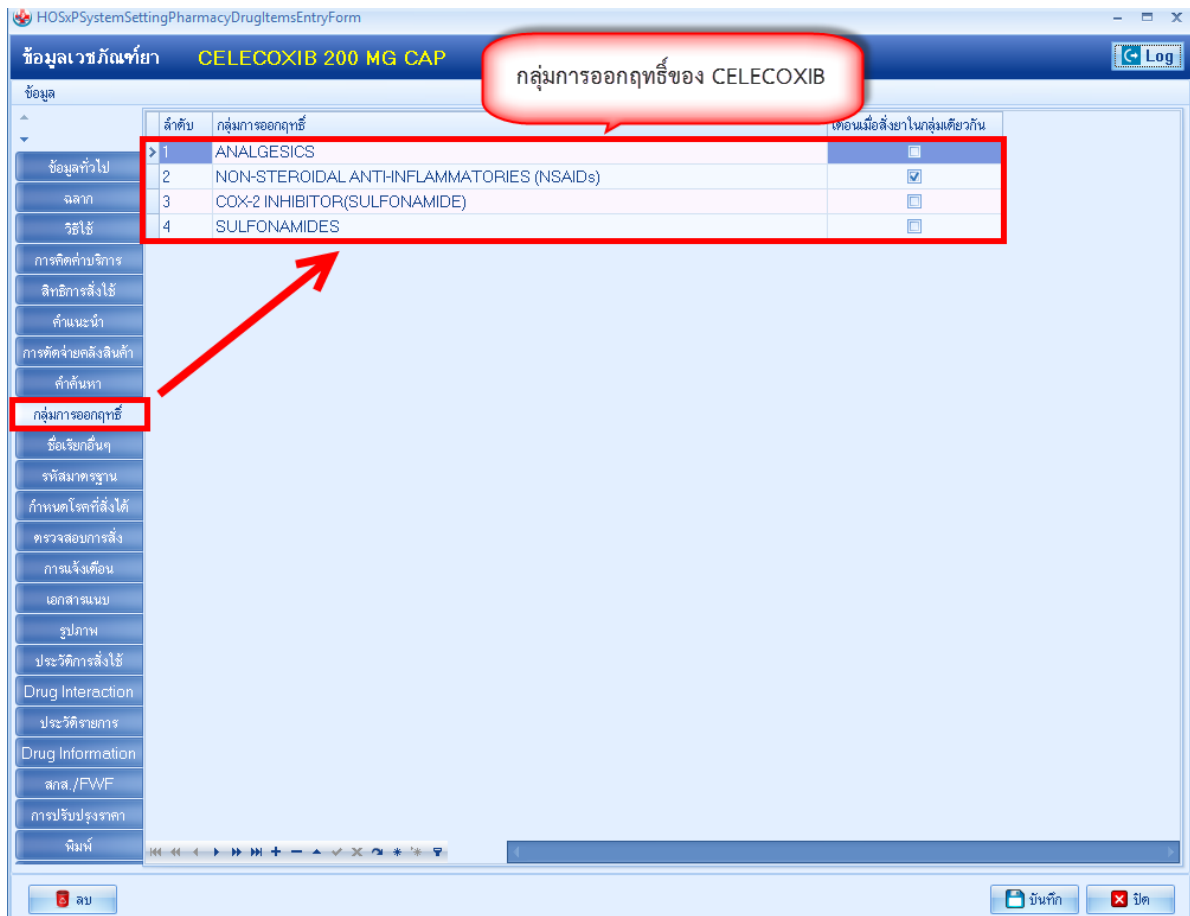 HOSxPSystemSettingPharmacyDrugItemsEntryForm
ข้อมูลเวชภัณฑ์ยา CELECOXIB 200 MG CAP
Log
กลุ่มการออกฤทธิ์ของ CELECOXIB
ข้อมูล
ลำดับ กลุ่มการออกฤทธิ์ เตือนเมื่อสั่งยาในกลุ่มเดียวกัน
1 ANALGESICS
2 NON-STEROIDAL ANTI-INFLAMMATORIES (NSAIDs)
3 COX-2 INHIBITOR(SULFONAMIDE)
4 SULFONAMIDES
ข้อมูลทั่วไป
ฉลาก
วิธีใช้
การคิดค่าบริการ
สิทธิการสั่งใช้
คำแนะนำ
การตัดจ่ายคลังสินค้า
คำค้นหา
กลุ่มการออกฤทธิ์
ชื่อเรียกอื่นๆ
รหัสมาตรฐาน
กำหนดโรคที่สั่งได้
ตรวจสอบการสั่ง
การแจ้งเตือน
เอกสารแนบ
รูปภาพ
ประวัติการสั่งใช้
Drug Interaction
ประวัติรายการ
Drug Information
สกส./FWF
การปรับปรุงราคา
พิมพ์
ลบ
บันทึก
ปิด